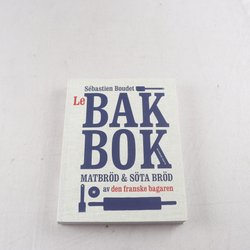 Sébastien Boudet
Le BAK
BOK
MATBRÖD & SÖTA BRÖD
av den franske bagaren